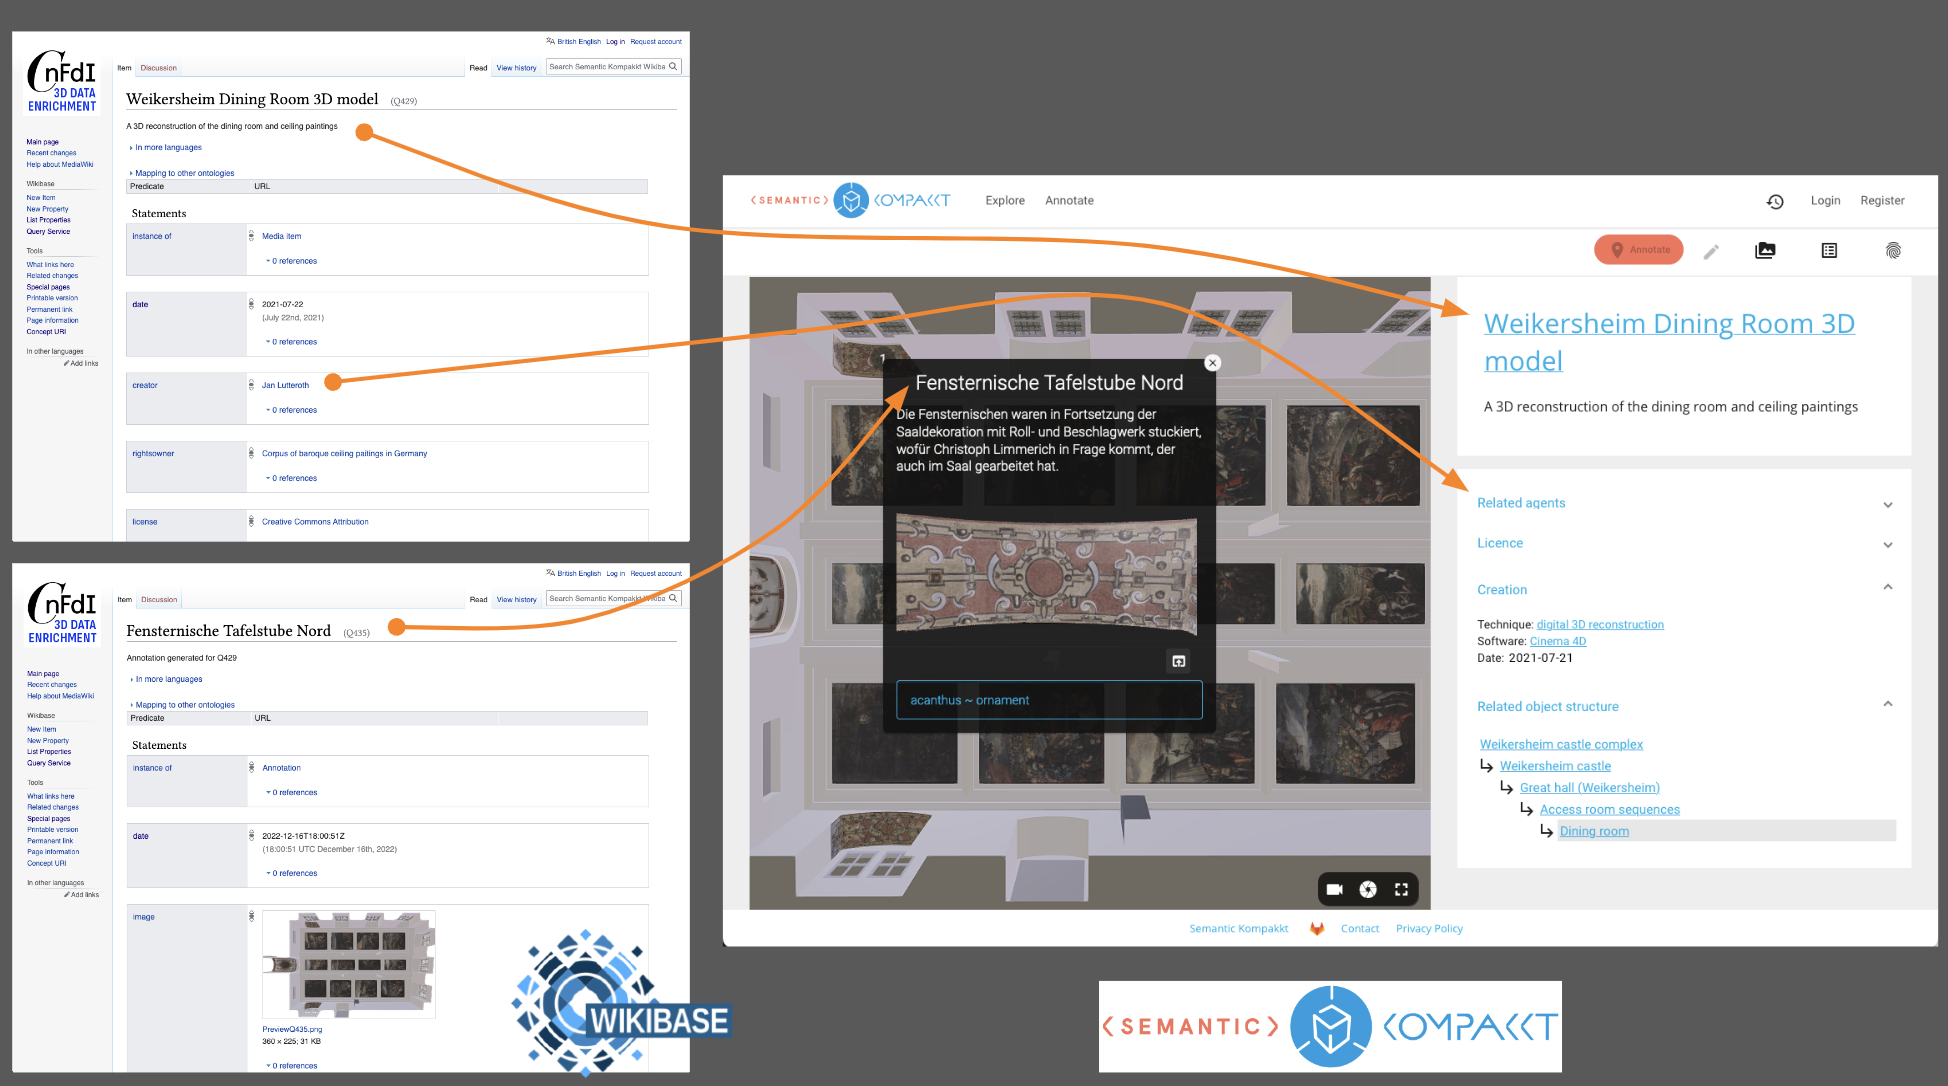 British English Log in Request account
nFdI
3D DATA
ENRICHMENT
Item Discussion
Read View history Search Semantic Kompakkt Wikiba
Weikersheim Dining Room 3D model (Q429)
A 3D reconstruction of the dining room and ceiling paintings
In more languages
Mapping to other ontologies
Predicate URL
Statements
instance of Media item
0 references
date 2021-07-22
(July 22nd, 2021)
0 references
creator Jan Lutteroth
0 references
rightsowner Corpus of baroque ceiling paitings in Germany
0 references
license Creative Commons Attribution
Main page
Recent changes
Help about MediaWiki
Wikibase
New Item
New Property
List Properties
Query Service
Tools
What links here
Related changes
Special pages
Printable version
Permanent link
Page information
Concept URI
In other languages
Add links
British English Log in Request account
nFdI
3D DATA
ENRICHMENT
Item Discussion
Read View history Search Semantic Kompakkt Wikiba
Fensternische Tafelstube Nord (Q435)
Annotation generated for Q429
In more languages
Mapping to other ontologies
Predicate URL
Statements
instance of Annotation
0 references
date 2022-12-16T18:00:51Z
(18:00:51 UTC December 16th, 2022)
0 references
image
PreviewQ435.png
360 × 225; 31 KB
0 references
Main page
Recent changes
Help about MediaWiki
Wikibase
New Item
New Property
List Properties
Query Service
Tools
What links here
Related changes
Special pages
Printable version
Permanent link
Page information
Concept URI
In other languages
Add links
WIKIBASE
<SEMANTIC> KOMPAKKT Explore Annotate Login Register
Annotate
1
Fensternische Tafelstube Nord
Die Fensternischen waren in Fortsetzung der
Saaldekoration mit Roll- und Beschlagwerk stuckiert,
wofür Christoph Limmerich in Frage kommt, der
auch im Saal gearbeitet hat.
acanthus ~ ornament
Weikersheim Dining Room 3D
model
A 3D reconstruction of the dining room and ceiling paintings
Related agents
Licence
Creation
Technique: digital 3D reconstruction
Software: Cinema 4D
Date: 2021-07-21
Related object structure
Weikersheim castle complex
Weikersheim castle
Great hall (Weikersheim)
Access room sequences
Dining room
Semantic Kompakkt Contact Privacy Policy
<SEMANTIC> KOMPAKKT